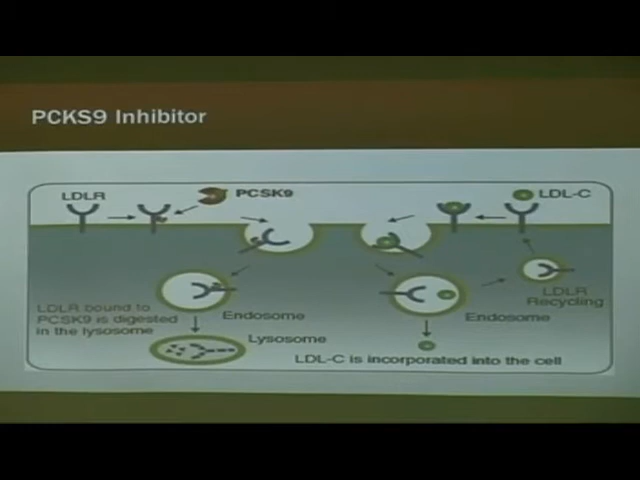 PCKS9 Inhibitor
LDLR
PCSK9
LDL-C
LDLR bound to
PCSK9 is digested
in the lysosome
Endosome
Lysosome
Endosome
LDLR
Recycling
LDL-C is incorporated into the cell